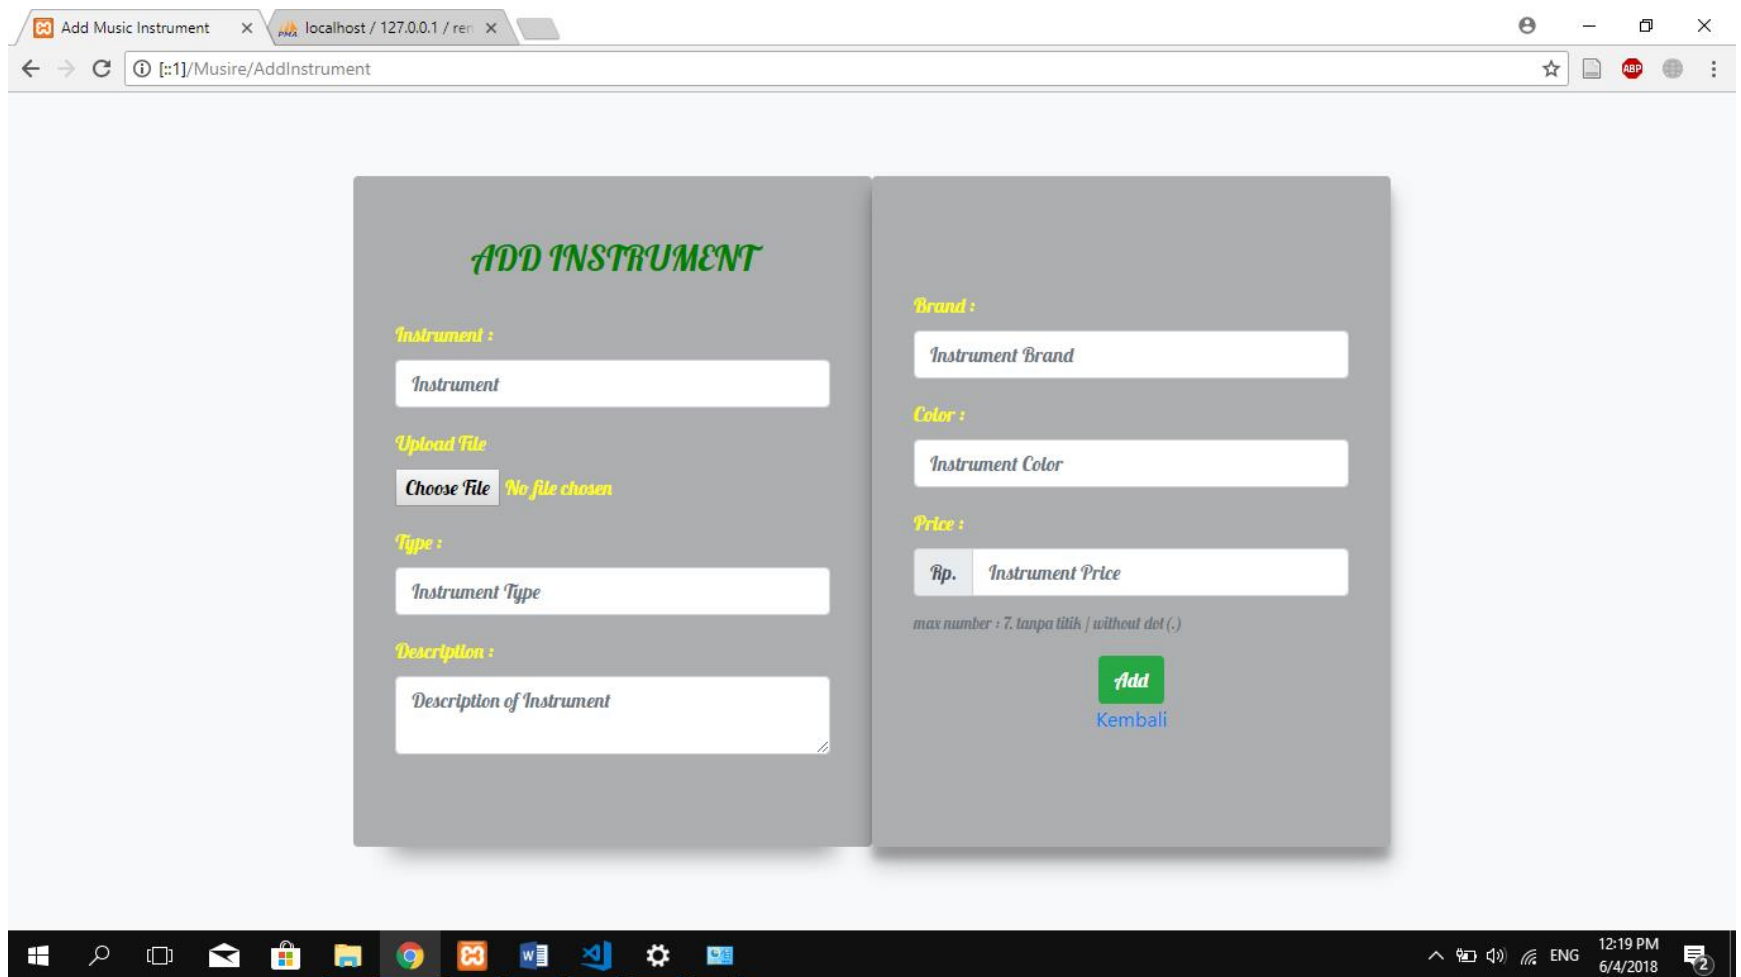 Add Music Instrument
localhost / 127.0.0.1 / ren
[::1]/Musire/AddInstrument
ABP
ADD INSTRUMENT
Instrument :
Instrument
Upload File
Choose File No file chosen
Type :
Instrument Type
Description :
Description of Instrument
Brand :
Instrument Brand
Color :
Instrument Color
Price :
Rp. Instrument Price
max number : 7. tanpa titik / without dot (.)
Add
Kembali
ENG
12:19 PM
6/4/2018
2